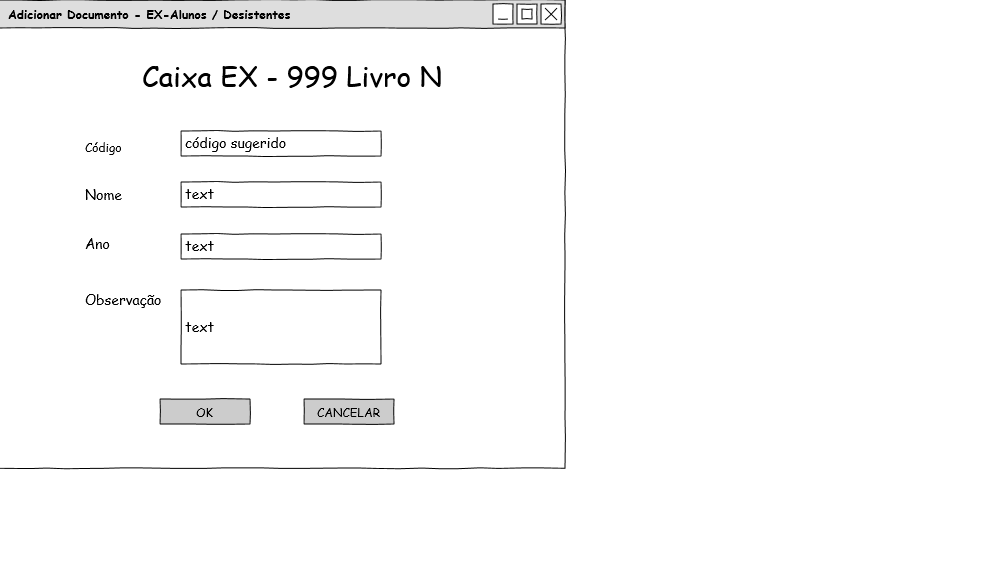 Adicionar Documento - EX-Alunos / Desistentes
Caixa EX - 999 Livro N
Código
código sugerido
Nome
text
Ano
text
Observação
text
OK
CANCELAR